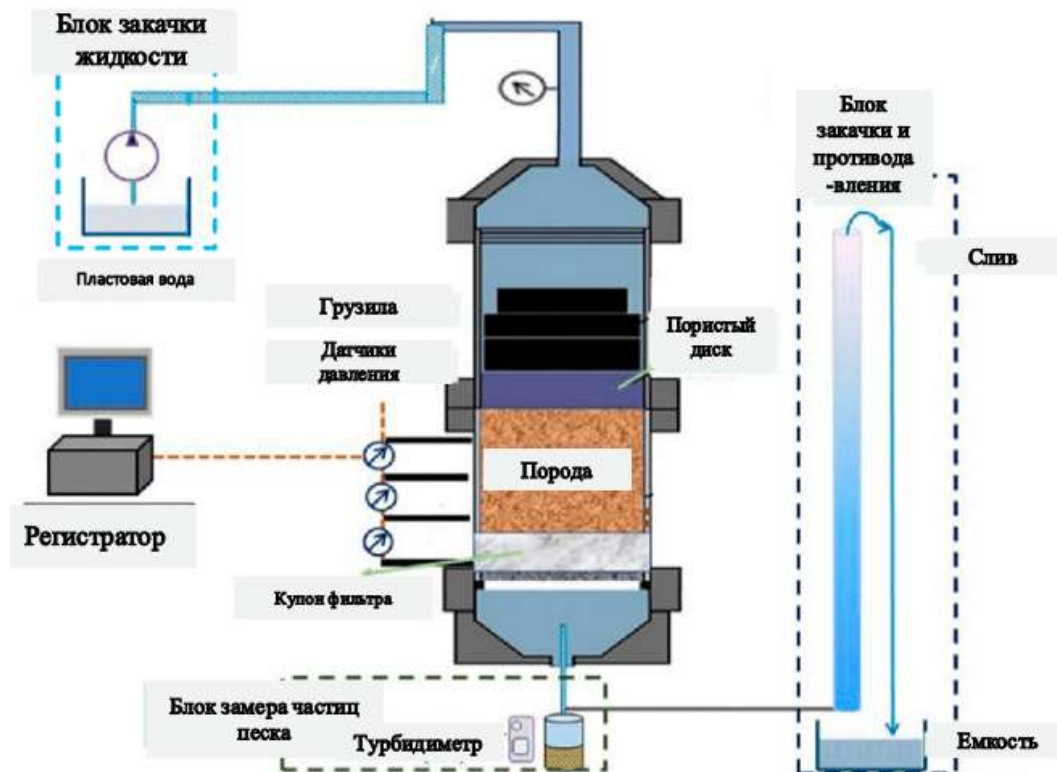 Блок закачки
жидкости
Пластовая вода
Блок
закачки и
противода
-вления
Слив
Грузила
Датчики
давления
Пористый
диск
Порода
Регистратор
Купон фильтра
Блок замера частиц
песка
Турбидиметр
Емкость